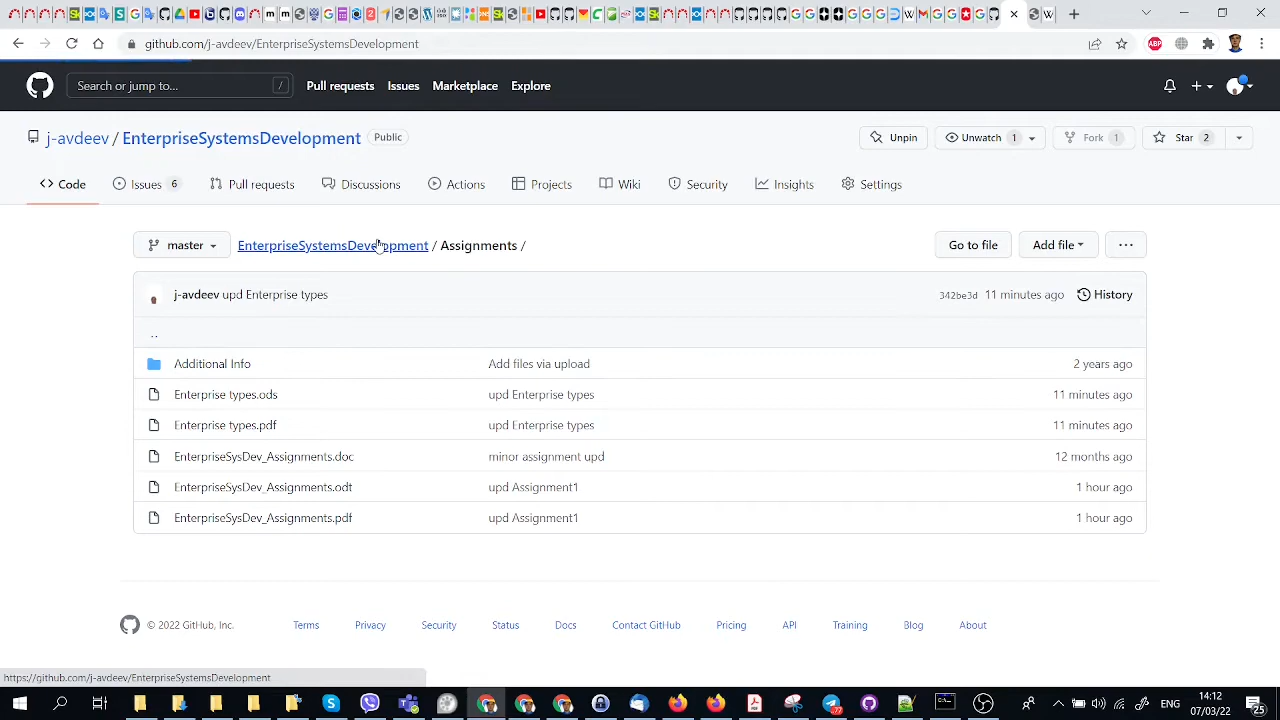 github.com/j-avdeev/EnterpriseSystemsDevelopment
ABP
Search or jump to...
/
Pull requests
Issues
Marketplace
Explore
j-avdeev / EnterpriseSystemsDevelopment
Public
Unpin
Unwatch 1
Fork 1
Star 2
Code
Issues 6
Pull requests
Discussions
Actions
Projects
Wiki
Security
Insights
Settings
master
EnterpriseSystemsDevelopment / Assignments /
Go to file
Add file
...
j-avdeev upd Enterprise types
342be3d 11 minutes ago
History
..
Additional Info
Add files via upload
2 years ago
Enterprise types.ods
upd Enterprise types
11 minutes ago
Enterprise types.pdf
upd Enterprise types
11 minutes ago
EnterpriseSysDev_Assignments.doc
minor assignment upd
12 months ago
EnterpriseSysDev_Assignments.odt
upd Assignment1
1 hour ago
EnterpriseSysDev_Assignments.pdf
upd Assignment1
1 hour ago
© 2022 GitHub, Inc.
Terms
Privacy
Security
Status
Docs
Contact GitHub
Pricing
API
Training
Blog
About
https://github.com/j-avdeev/EnterpriseSystemsDevelopment
ENG
14:12
07/03/22
25